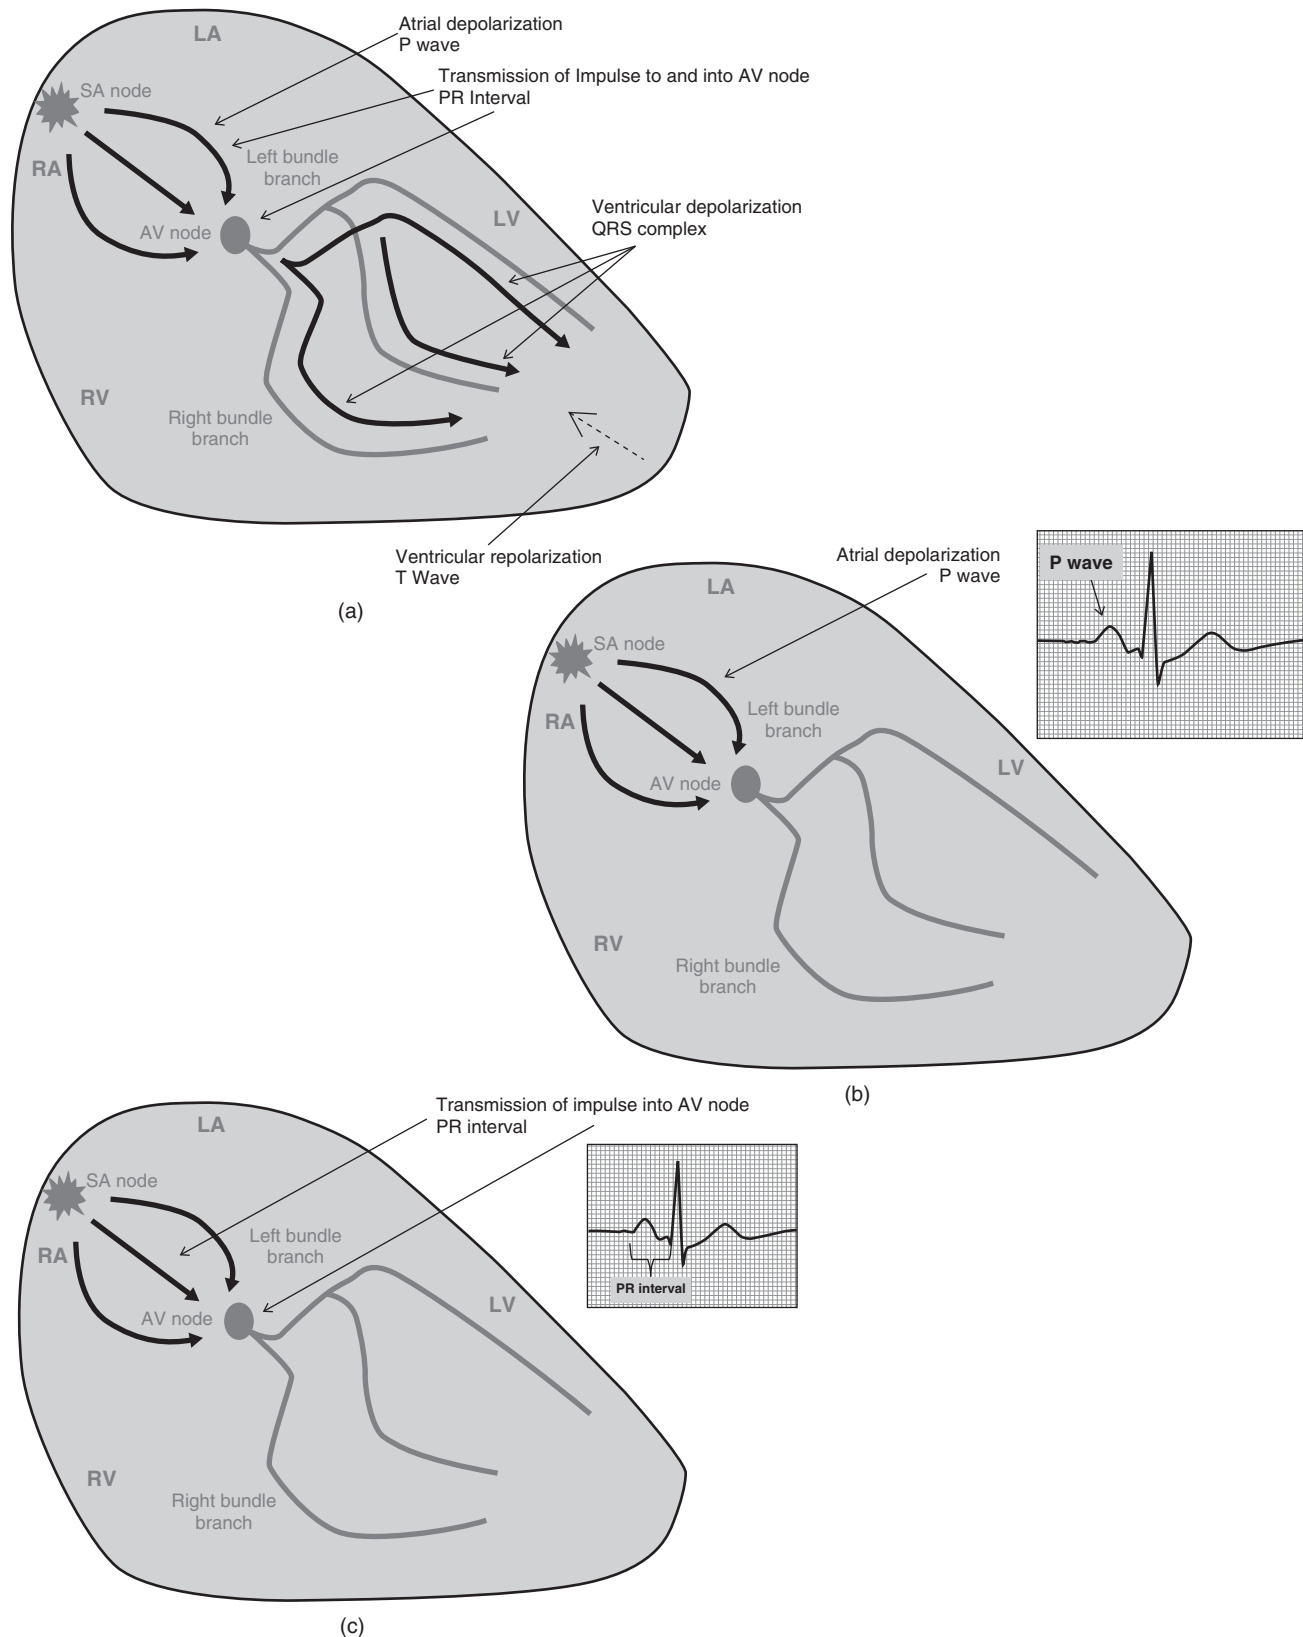 LA
Atrial depolarization
P wave
SA node
Transmission of Impulse to and into AV node
PR Interval
RA
Left bundle
branch
LV
AV node
Ventricular depolarization
QRS complex
RV
Right bundle
branch
Ventricular repolarization
T Wave
(a)
Atrial depolarization
P wave
P wave
LA
SA node
RA
Left bundle
branch
LV
AV node
RV
Right bundle
branch
(b)
Transmission of impulse into AV node
PR interval
LA
SA node
RA
Left bundle
branch
PR interval
LV
AV node
RV
Right bundle
branch
(c)